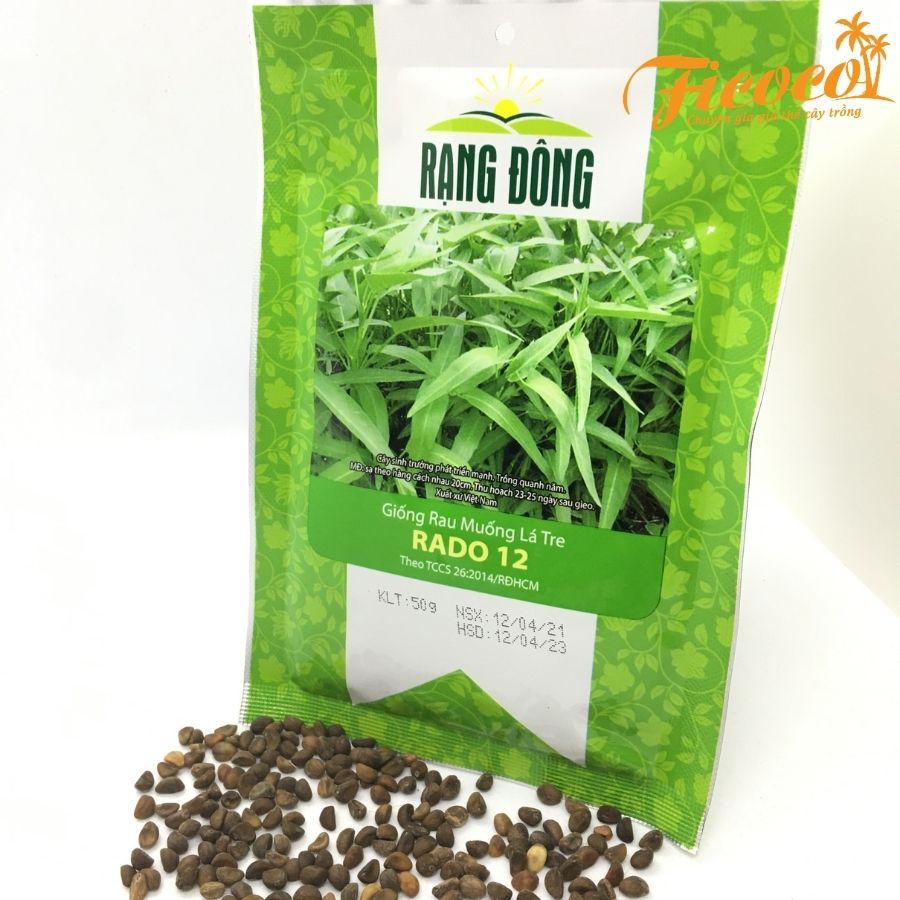 Ficoco
Chuyên gia giá thể cây trồng
RẠNG ĐÔNG
Cây sinh trưởng phát triển mạnh. Trồng quanh năm.
MĐ: sạ theo hàng cách nhau 20cm. Thu hoạch 23-25 ngày sau gieo.
Xuất xứ Việt Nam
Giống Rau Muống Lá Tre
RADO 12
Theo TCCS 26:2014/RĐHCM
KLT:50g NSX:12/04/21
HSD:12/04/23